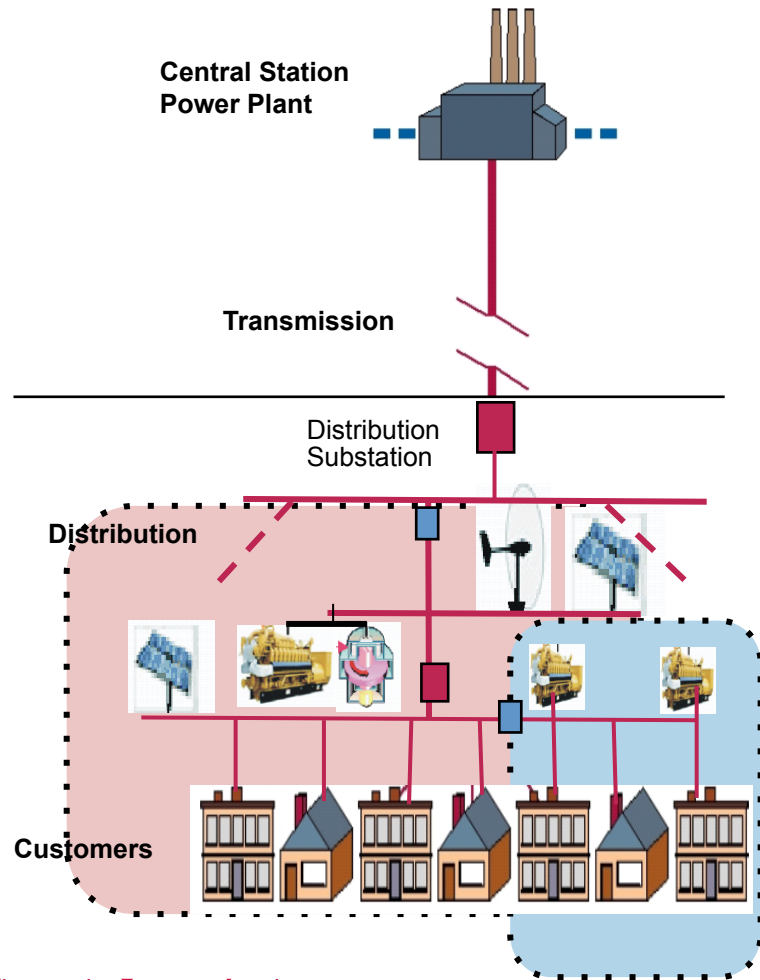 Central Station
Power Plant
Transmission
Distribution
Substation
Distribution
Customers